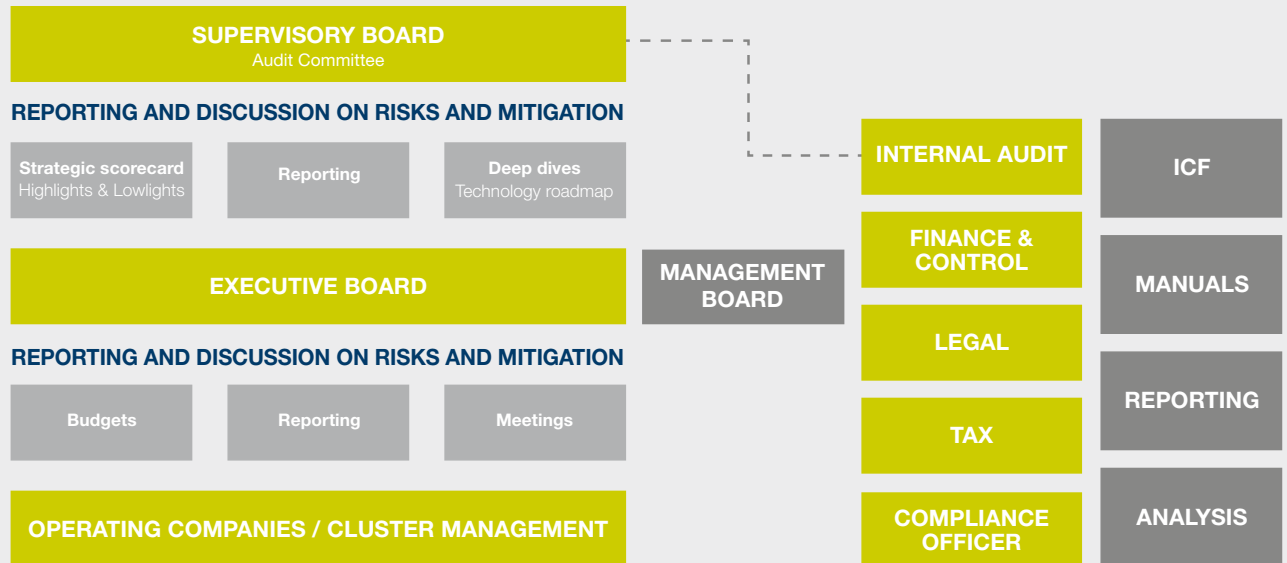 SUPERVISORY BOARD
Audit Committee
REPORTING AND DISCUSSION ON RISKS AND MITIGATION
Strategic scorecard
Highlights & Lowlights
Reporting
Deep dives
Technology roadmap
EXECUTIVE BOARD
MANAGEMENT
BOARD
REPORTING AND DISCUSSION ON RISKS AND MITIGATION
Budgets
Reporting
Meetings
OPERATING COMPANIES / CLUSTER MANAGEMENT
INTERNAL AUDIT
FINANCE &
CONTROL
LEGAL
TAX
COMPLIANCE
OFFICER
ICF
MANUALS
REPORTING
ANALYSIS